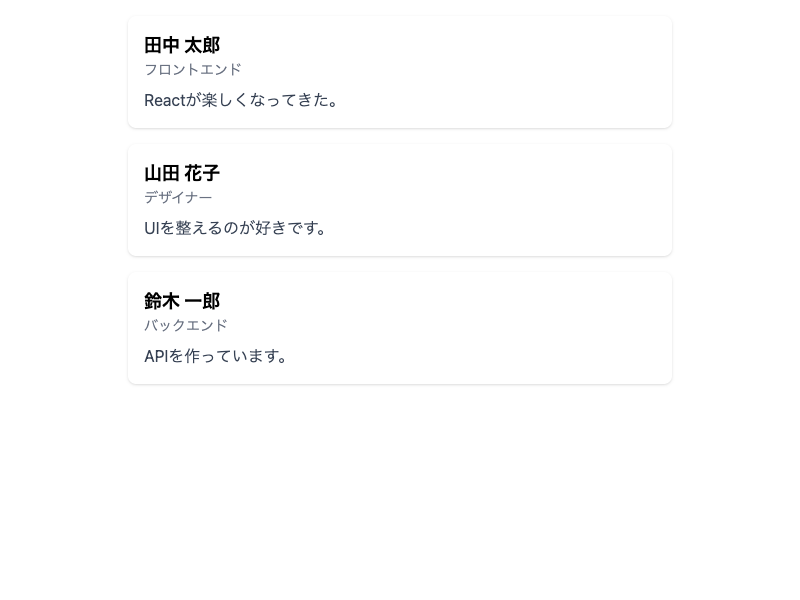 田中 太郎
フロントエンド
Reactが楽しくなってきた。
山田 花子
デザイナー
UIを整えるのが好きです。
鈴木 一郎
バックエンド
APIを作っています。